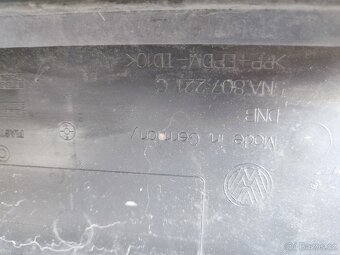 >PP+EPDM-TD10<
1NA 807 221 C
DNB
Made in Germany